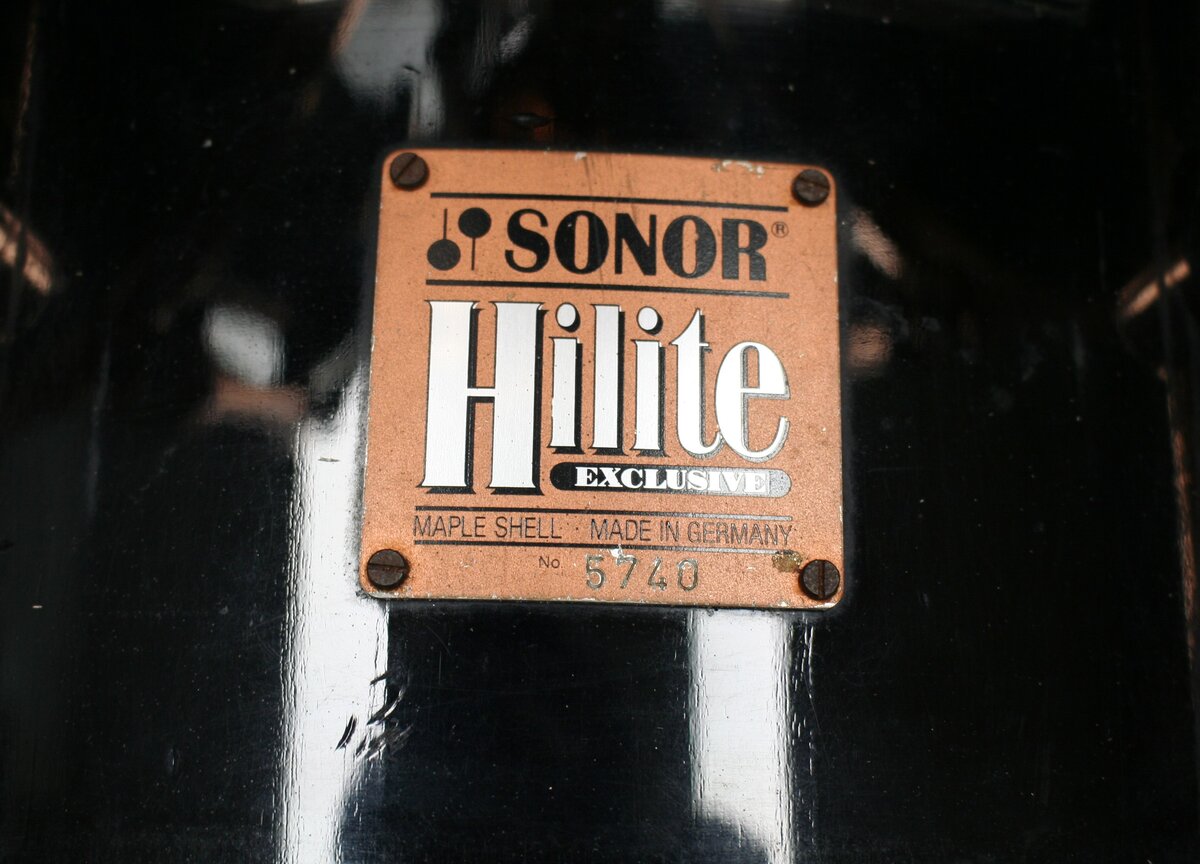 SONOR®
Hilite
EXCLUSIVE
MAPLE SHELL · MADE IN GERMANY
No. 5740